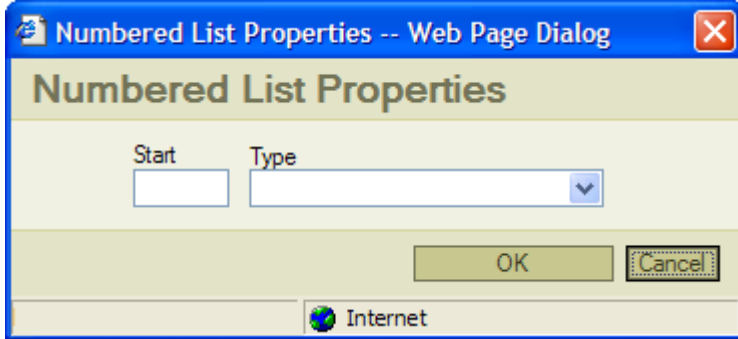 Numbered List Properties -- Web Page Dialog
Numbered List Properties
Start Type
OK Cancel
Internet